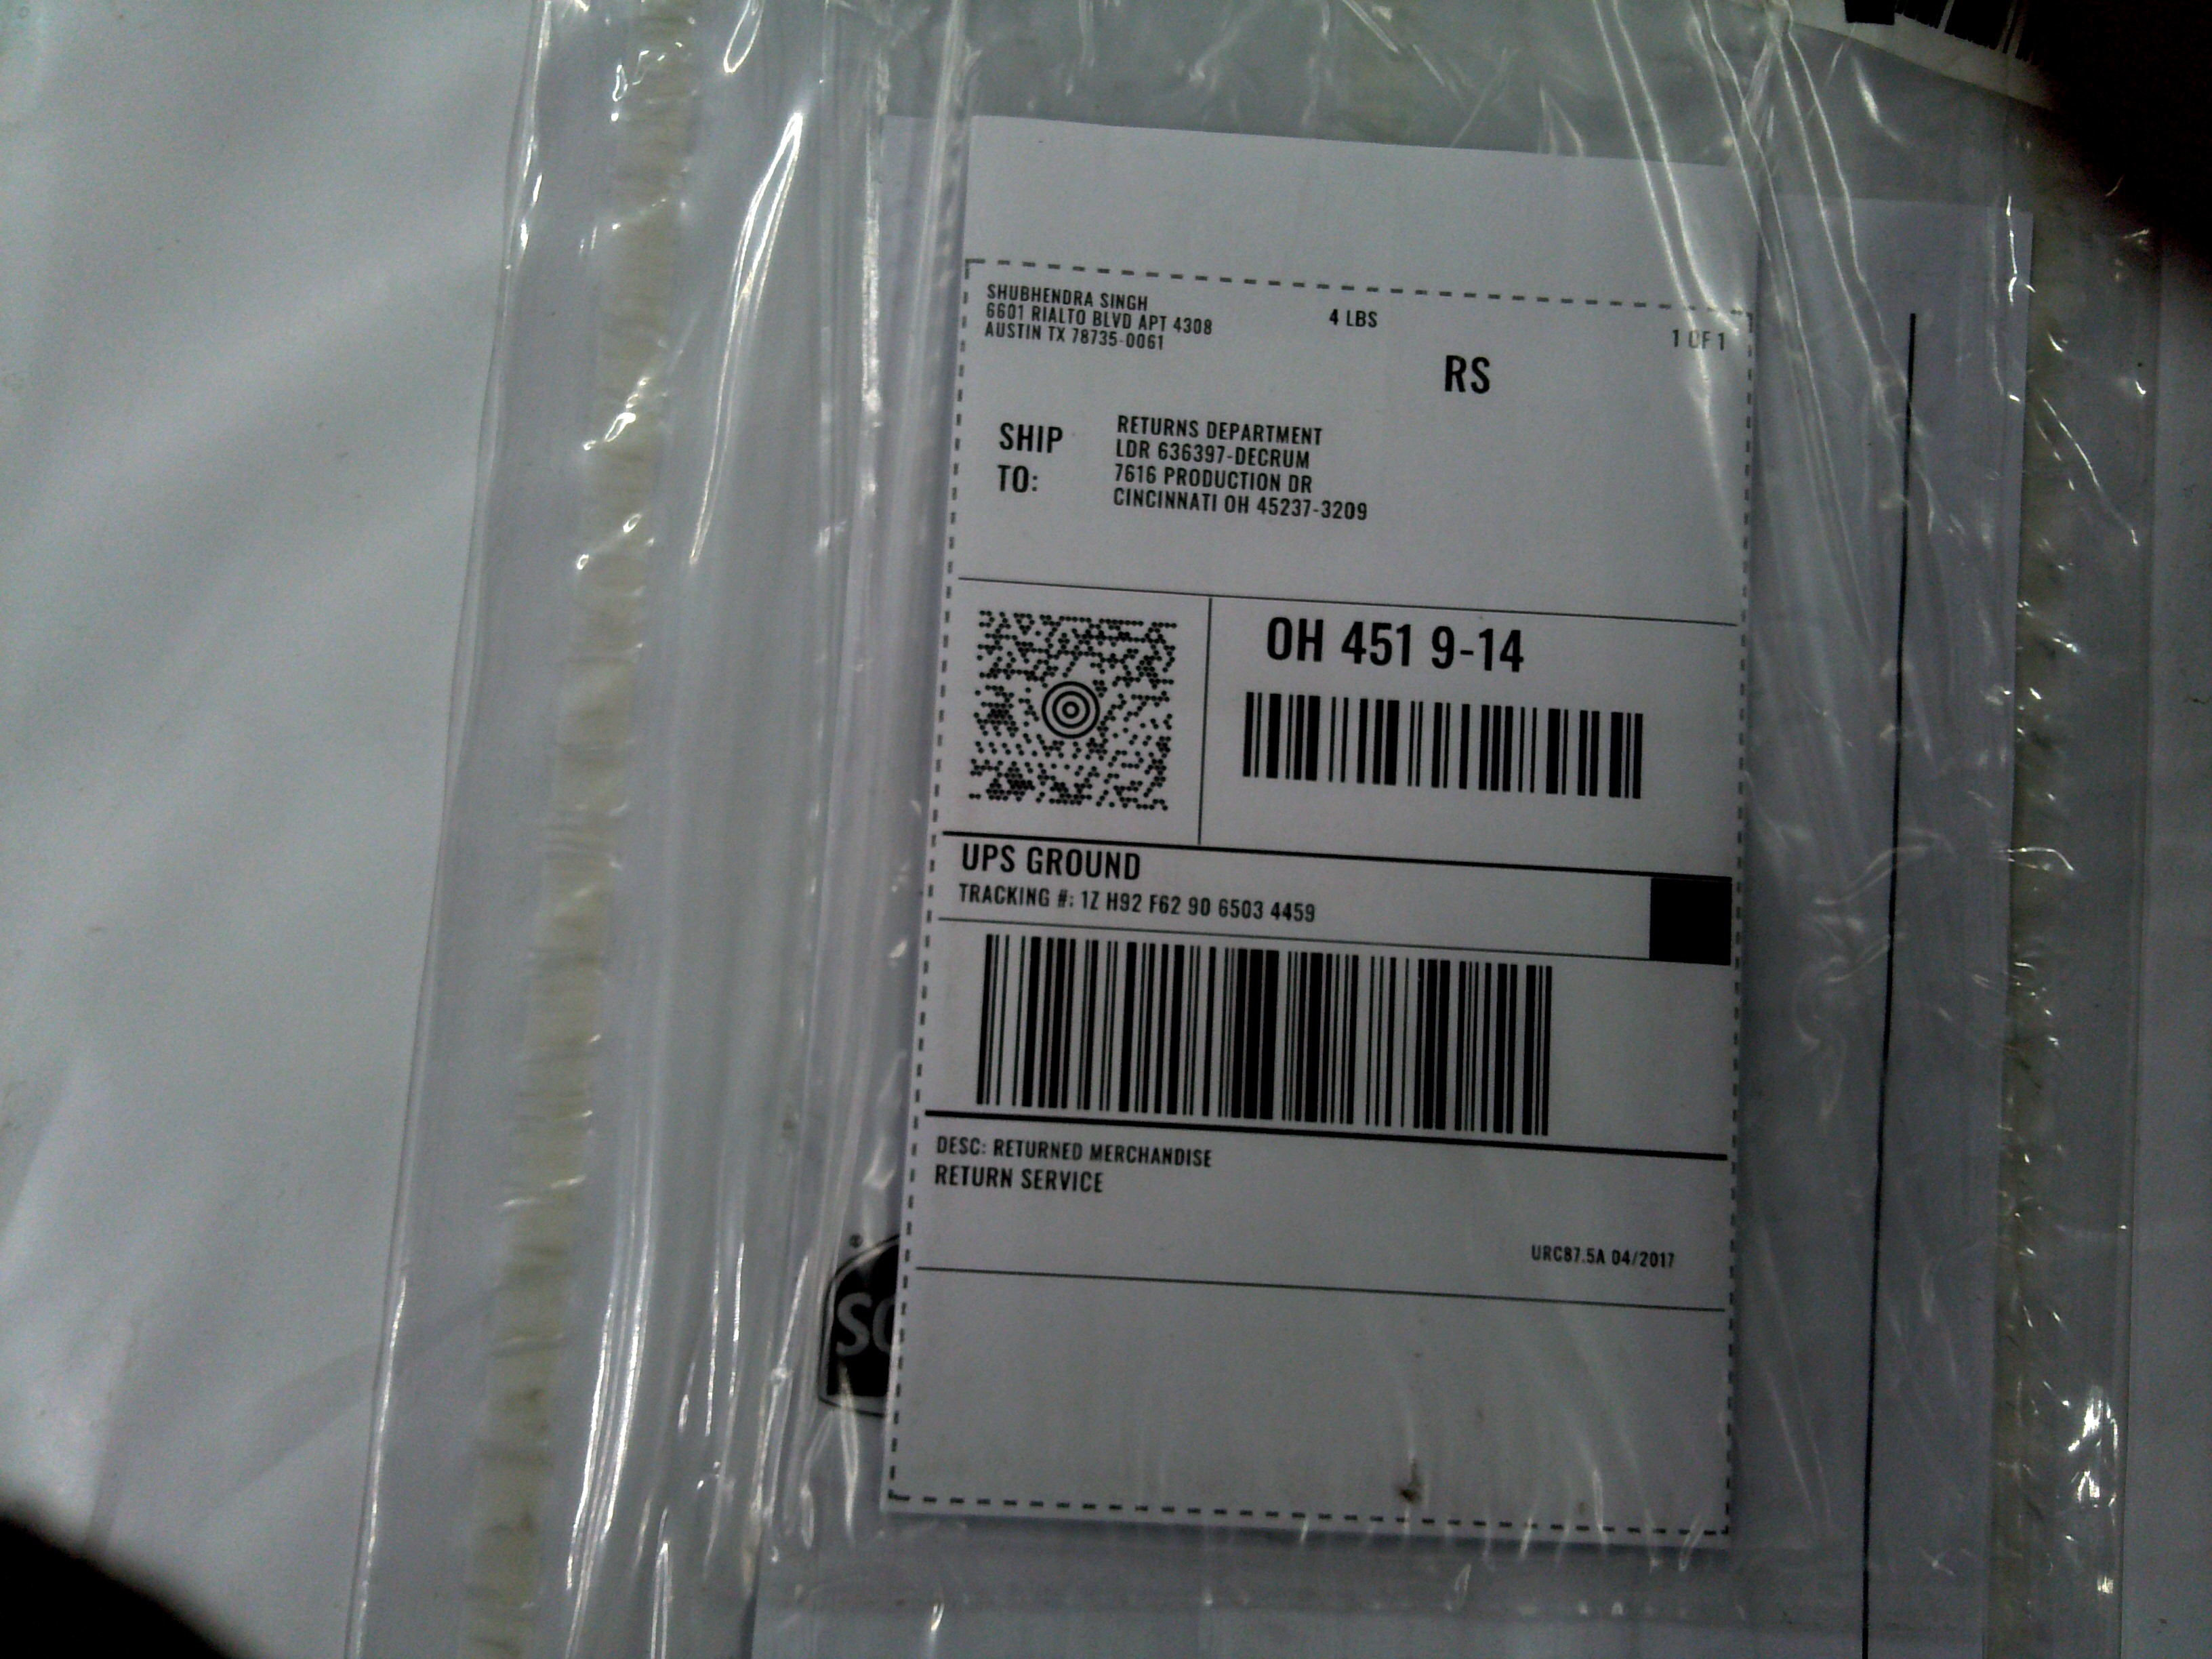 SHUBHENDRA SINGH
6601 RIALTO BLVD APT 4308
AUSTIN TX 78735-0061
4 LBS
1 OF 1
RS
SHIP TO:
RETURNS DEPARTMENT
LDR 636397-DECRUM
7616 PRODUCTION DR
CINCINNATI OH 45237-3209
OH 451 9-14
UPS GROUND
TRACKING #: 1Z H92 F62 90 6503 4459
DESC: RETURNED MERCHANDISE
RETURN SERVICE
URC87.5A 04/2017